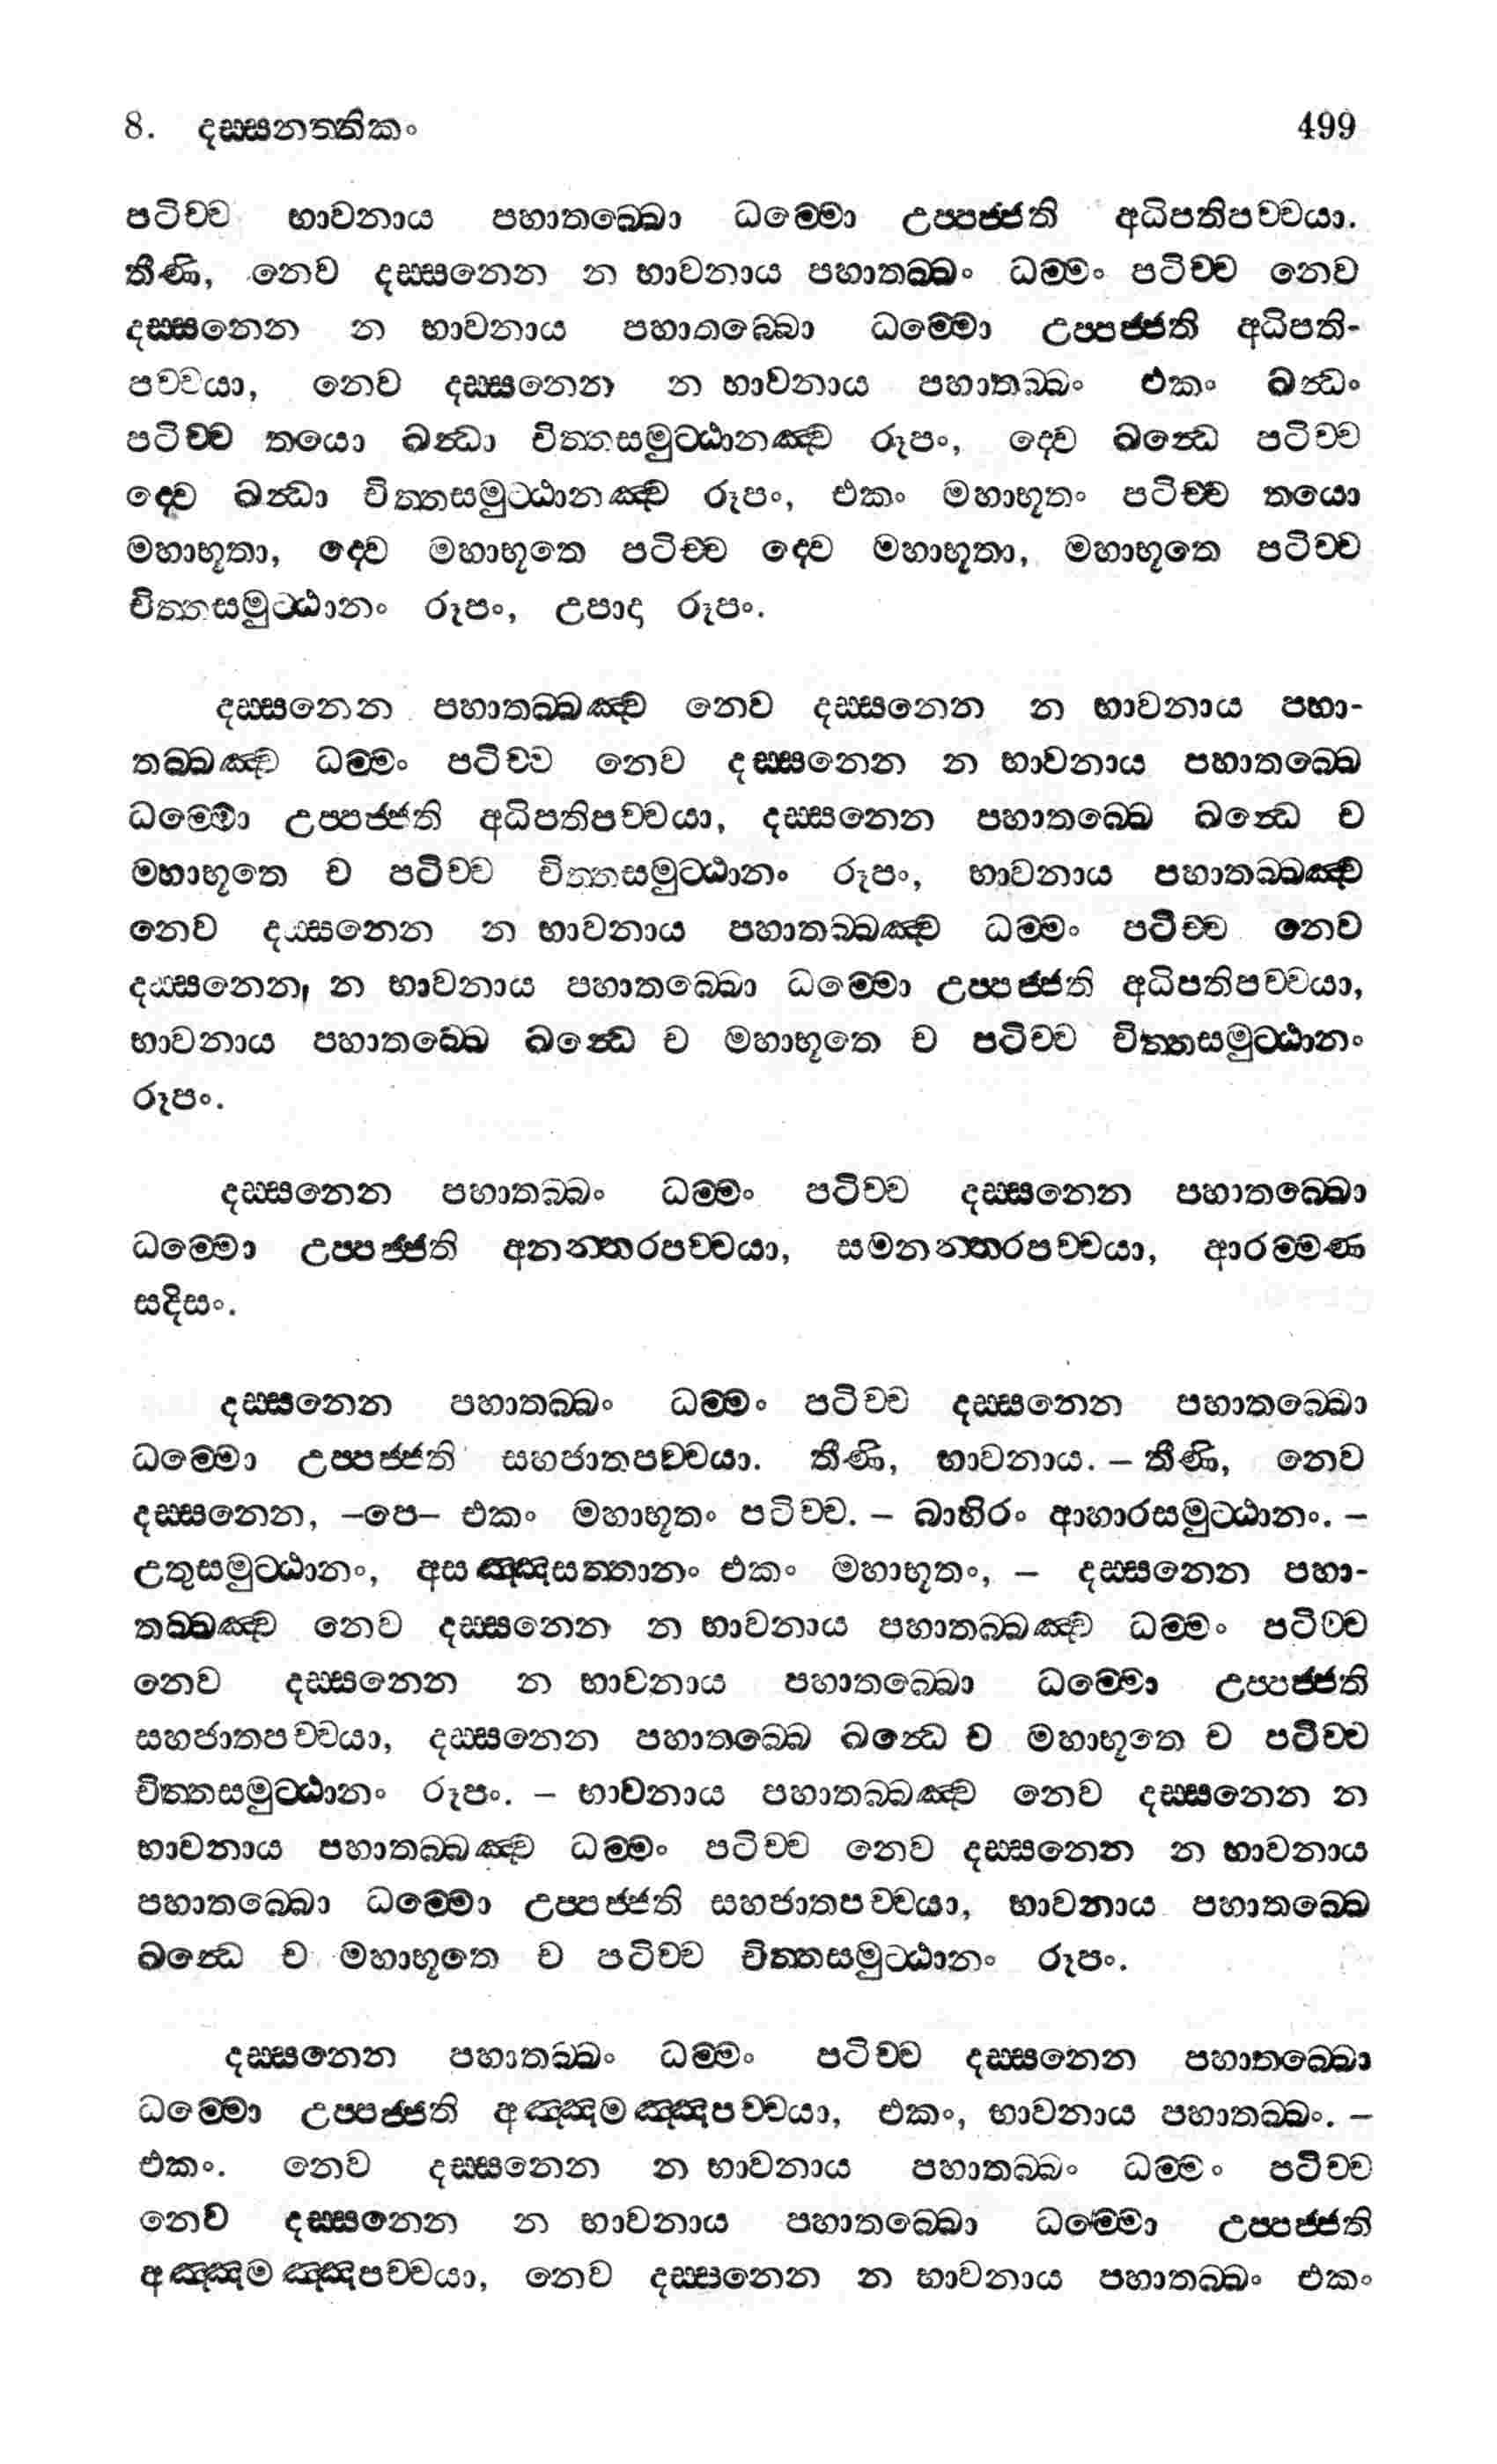 8. දස්සනත්තිකං 499
පටිච්ච භාවනාය පහාතබ්බො ධම්මො උප්පජ්ජති අධිපතිපච්චයා.
තීණි, නෙව දස්සනෙන න භාවනාය පහාතබ්බං ධම්මං පටිච්ච නෙව
දස්සනෙන න භාවනාය පහාතබ්බො ධම්මො උප්පජ්ජති අධිපති-
පච්චයා, නෙව දස්සනෙන න භාවනාය පහාතබ්බං එකං ඛන්ධං
පටිච්ච තයො ඛන්ධා චිත්තසමුට්ඨානඤ්ච රූපං, ද්වෙ ඛන්ධෙ පටිච්ච
ද්වෙ ඛන්ධා චිත්තසමුට්ඨානඤ්ච රූපං, එකං මහාභූතං පටිච්ච තයො
මහාභූතා, ද්වෙ මහාභූතෙ පටිච්ච ද්වෙ මහාභූතා, මහාභූතෙ පටිච්ච
චිත්තසමුට්ඨානං රූපං, උපාදා රූපං.
දස්සනෙන පහාතබ්බඤ්ච නෙව දස්සනෙන න භාවනාය පහා-
තබ්බඤ්ච ධම්මං පටිච්ච නෙව දස්සනෙන න භාවනාය පහාතබ්බෙ
ධම්මො උප්පජ්ජති අධිපතිපච්චයා, දස්සනෙන පහාතබ්බෙ ඛන්ධෙ ච
මහාභූතෙ ච පටිච්ච චිත්තසමුට්ඨානං රූපං, භාවනාය පහාතබ්බඤ්ච
නෙව දස්සනෙන න භාවනාය පහාතබ්බඤ්ච ධම්මං පටිච්ච නෙව
දස්සනෙන, න භාවනාය පහාතබ්බො ධම්මො උප්පජ්ජති අධිපතිපච්චයා,
භාවනාය පහාතබ්බෙ ඛන්ධෙ ච මහාභූතෙ ච පටිච්ච චිත්තසමුට්ඨානං
රූපං.
දස්සනෙන පහාතබ්බං ධම්මං පටිච්ච දස්සනෙන පහාතබ්බො
ධම්මො උප්පජ්ජති අනන්තරපච්චයා, සමනන්තරපච්චයා, ආරම්මණ
සදිසං.
දස්සනෙන පහාතබ්බං ධම්මං පටිච්ච දස්සනෙන පහාතබ්බො
ධම්මො උප්පජ්ජති සහජාතපච්චයා. තීණි, භාවනාය. – තීණි, නෙව
දස්සනෙන, –පෙ– එකං මහාභූතං පටිච්ච. – බාහිරං ආහාරසමුට්ඨානං. –
උතුසමුට්ඨානං, අසඤ්ඤසත්තානං එකං මහාභූතං, – දස්සනෙන පහා-
තබ්බඤ්ච නෙව දස්සනෙන න භාවනාය පහාතබ්බඤ්ච ධම්මං පටිච්ච
නෙව දස්සනෙන න භාවනාය පහාතබ්බො ධම්මො උප්පජ්ජති
සහජාතපච්චයා, දස්සනෙන පහාතබ්බෙ ඛන්ධෙ ච මහාභූතෙ ච පටිච්ච
චිත්තසමුට්ඨානං රූපං. – භාවනාය පහාතබ්බඤ්ච නෙව දස්සනෙන න
භාවනාය පහාතබ්බඤ්ච ධම්මං පටිච්ච නෙව දස්සනෙන න භාවනාය
පහාතබ්බො ධම්මො උප්පජ්ජති සහජාතපච්චයා, භාවනාය පහාතබ්බෙ
ඛන්ධෙ ච මහාභූතෙ ච පටිච්ච චිත්තසමුට්ඨානං රූපං.
දස්සනෙන පහාතබ්බං ධම්මං පටිච්ච දස්සනෙන පහාතබ්බො
ධම්මො උප්පජ්ජති අඤ්ඤමඤ්ඤපච්චයා, එකං, භාවනාය පහාතබ්බං. –
එකං. නෙව දස්සනෙන න භාවනාය පහාතබ්බං ධම්මං පටිච්ච
නෙව දස්සනෙන න භාවනාය පහාතබ්බො ධම්මො උප්පජ්ජති
අඤ්ඤමඤ්ඤපච්චයා, නෙව දස්සනෙන න භාවනාය පහාතබ්බං එකං